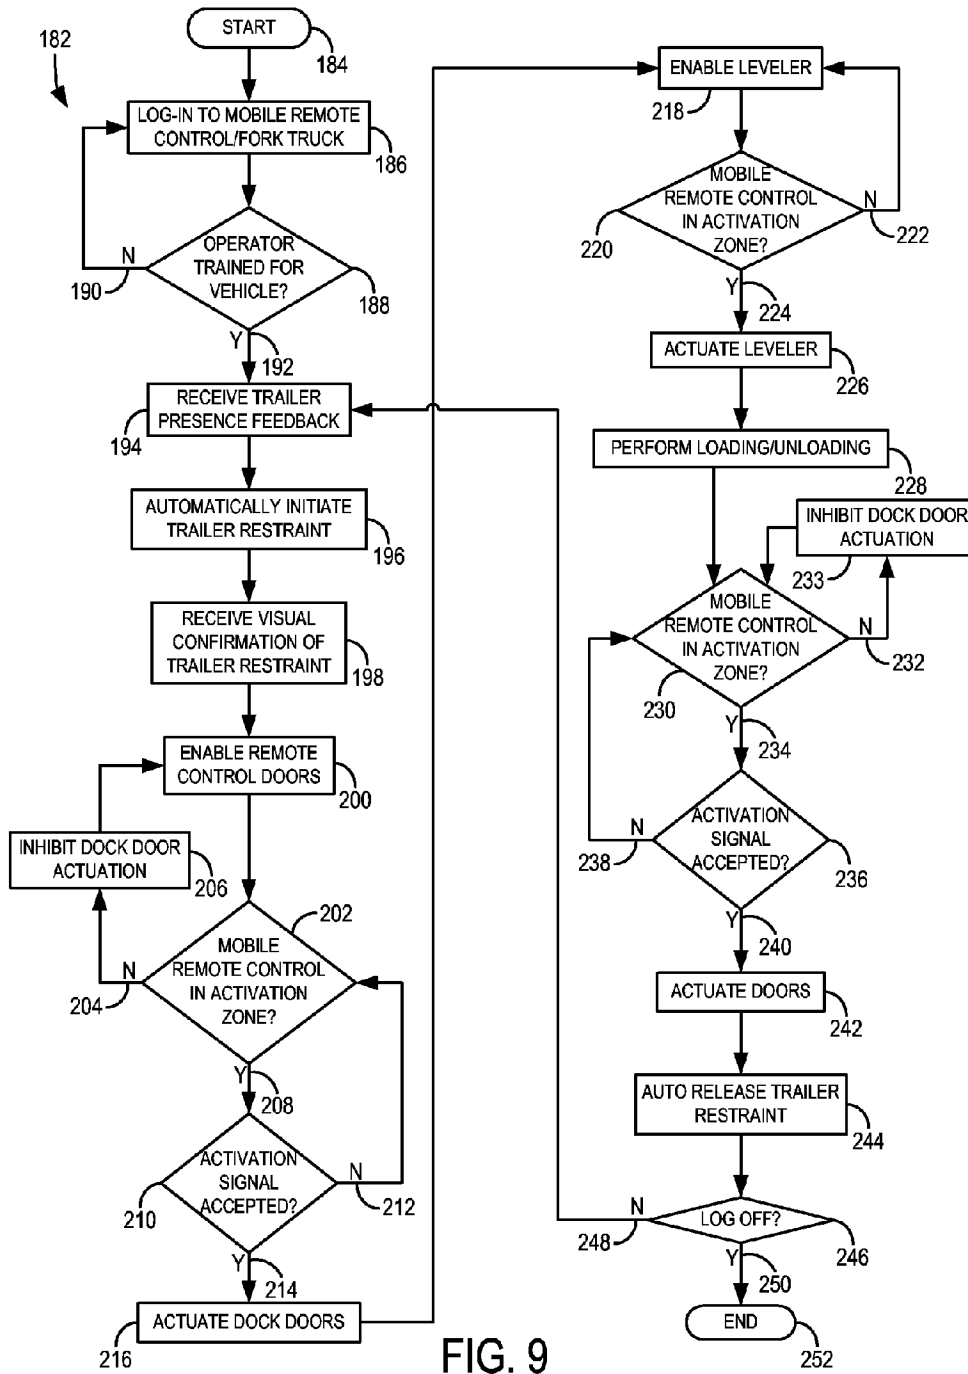 182
START
184
LOG-IN TO MOBILE REMOTE
CONTROL/FORK TRUCK
186
OPERATOR
TRAINED FOR
VEHICLE?
188
N
190
Y
192
RECEIVE TRAILER
PRESENCE FEEDBACK
194
AUTOMATICALLY INITIATE
TRAILER RESTRAINT
196
RECEIVE VISUAL
CONFIRMATION OF
TRAILER RESTRAINT
198
ENABLE REMOTE
CONTROL DOORS
200
INHIBIT DOCK DOOR
ACTUATION
206
202
MOBILE
REMOTE CONTROL
IN ACTIVATION
ZONE?
N
204
Y
208
ACTIVATION
SIGNAL
ACCEPTED?
210
N
212
Y
214
ACTUATE DOCK DOORS
216
ENABLE LEVELER
218
MOBILE
REMOTE CONTROL
IN ACTIVATION
ZONE?
220
N
222
Y
224
ACTUATE LEVELER
226
PERFORM LOADING/UNLOADING
228
INHIBIT DOCK DOOR
ACTUATION
233
MOBILE
REMOTE CONTROL
IN ACTIVATION
ZONE?
230
N
232
Y
234
ACTIVATION
SIGNAL
ACCEPTED?
236
N
238
Y
240
ACTUATE DOORS
242
AUTO RELEASE TRAILER
RESTRAINT
244
LOG OFF?
246
N
248
Y
250
END
252
FIG. 9